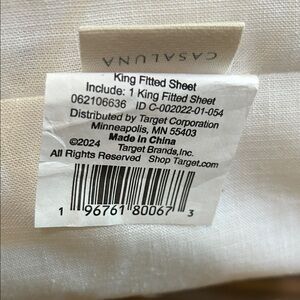 CASALUNA
King Fitted Sheet
Include: 1 King Fitted Sheet
062106636 ID C-002022-01-054
Distributed by Target Corporation
Minneapolis, MN 55403
Made in China
©2024 Target Brands,Inc.
All Rights Reserved Shop Target.com
1 96761 80067 3